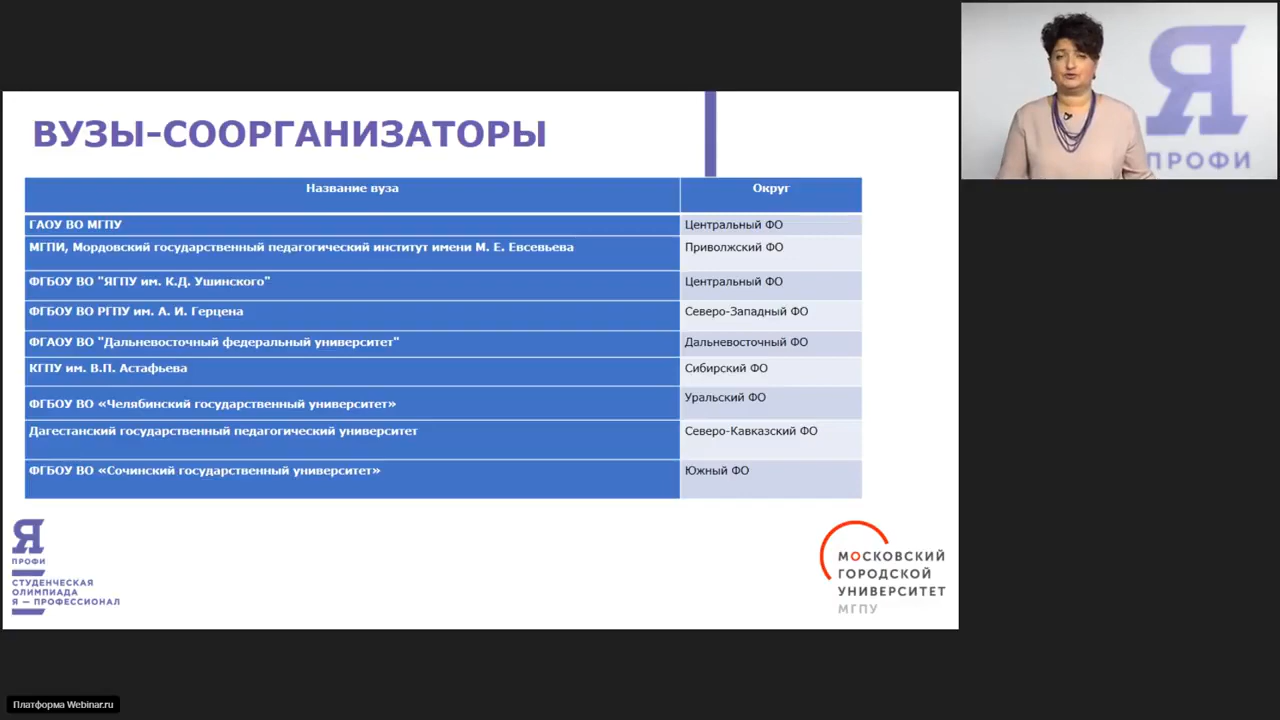 Я
ПРОФИ
ВУЗЫ-СООРГАНИЗАТОРЫ
Название вуза
Округ
ГАОУ ВО МГПУ
Центральный ФО
МГПИ, Мордовский государственный педагогический институт имени М. Е. Евсевьева
Приволжский ФО
ФГБОУ ВО "ЯГПУ им. К.Д. Ушинского"
Центральный ФО
ФГБОУ ВО РГПУ им. А. И. Герцена
Северо-Западный ФО
ФГАОУ ВО "Дальневосточный федеральный университет"
Дальневосточный ФО
КГПУ им. В.П. Астафьева
Сибирский ФО
ФГБОУ ВО «Челябинский государственный университет»
Уральский ФО
Дагестанский государственный педагогический университет
Северо-Кавказский ФО
ФГБОУ ВО «Сочинский государственный университет»
Южный ФО
Я
ПРОФИ
СТУДЕНЧЕСКАЯ
ОЛИМПИАДА
Я — ПРОФЕССИОНАЛ
МОСКОВСКИЙ
ГОРОДСКОЙ
УНИВЕРСИТЕТ
МГПУ
Платформа Webinar.ru